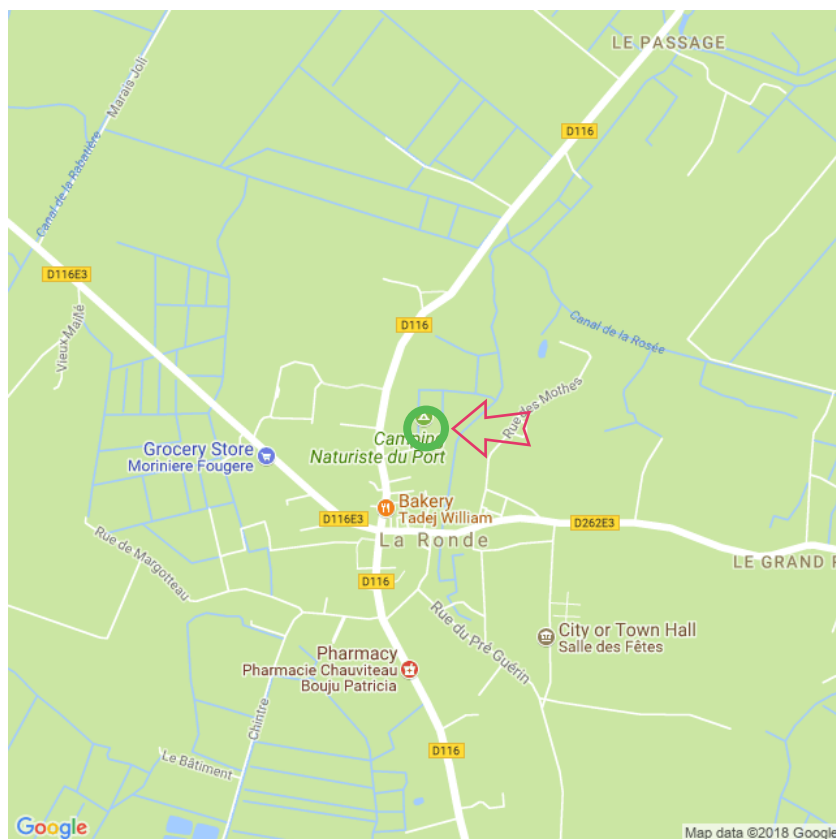 LE PASSAGE
Marais Joli
D116
Canal de la Rabatière
D116E3
Vieux Maillé
D116
Canal de la Rosée
Rue des Mothes
Camping
Naturiste du Port
Grocery Store
Moriniere Fougere
Bakery
Tadej William
D116E3
D262E3
La Ronde
Rue de Margotteau
D116
LE GRAND
Rue du Pré Guérin
City or Town Hall
Salle des Fêtes
Pharmacy
Pharmacie Chauviteau
Bouju Patricia
Chintre
D116
Le Bâtiment
Google
Map data ©2018 Google